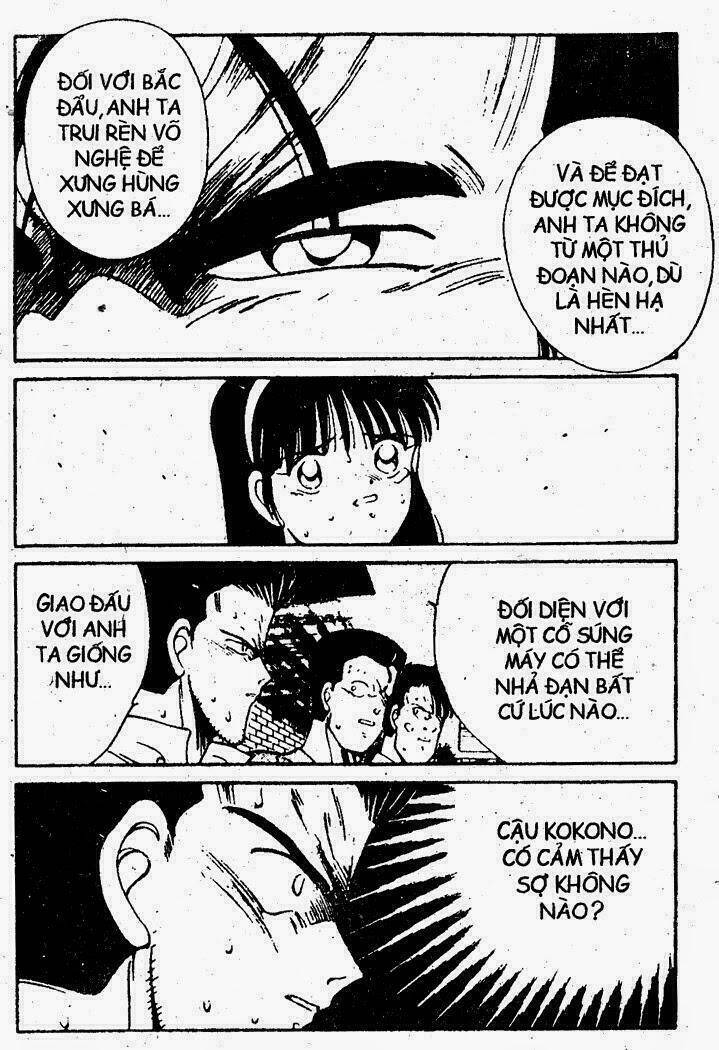 ĐỐI VỚI BẮC
ĐẨU,ANH TA
TRUI RÈN VÕ
NGHỆ ĐỂ
XƯNG HÙNG
XƯNG BÁ...
VÀ ĐỂ ĐẠT
ĐƯỢC MỤC ĐÍCH,
ANH TA KHÔNG
TỪ MỘT THỦ
ĐOẠN NÀO,DÙ
LÀ HÈN HẠ
NHẤT...
GIAO ĐẤU
VỚI ANH
TA GIỐNG
NHƯ...
ĐỐI DIỆN VỚI
MỘT CỖ SÚNG
MÁY CÓ THỂ
NHẢ ĐẠN BẤT
CỨ LÚC NÀO...
CẬU KOKONO...
CÓ CẢM THẤY
SỢ KHÔNG
NÀO?